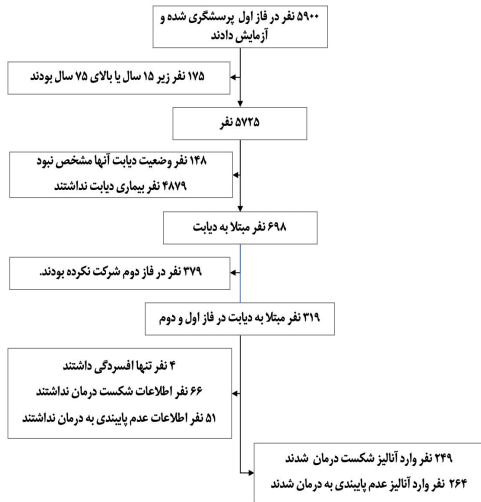 ۵۹۰۰ نفر در فاز اول پرسشگری شده و
آزمایش دادند
۱۷۵ نفر زیر ۱۵ سال یا بالای ۷۵ سال بودند
۵۷۲۵ نفر
۱۴۸ نفر وضعیت دیابت آنها مشخص نبود
۴۸۷۹ نفر بیماری دیابت نداشتند
۶۹۸ نفر مبتلا به دیابت
۳۷۹ نفر در فاز دوم شرکت نکرده بودند.
۳۱۹ نفر مبتلا به دیابت در فاز اول و دوم
۴ نفر تنها افسردگی داشتند
۶۶ نفر اطلاعات شکست درمان نداشتند
۵۱ نفر اطلاعات عدم پایبندی به درمان نداشتند
۲۴۹ نفر وارد آنالیز شکست درمان شدند
۲۶۴ نفر وارد آنالیز عدم پایبندی به درمان شدند